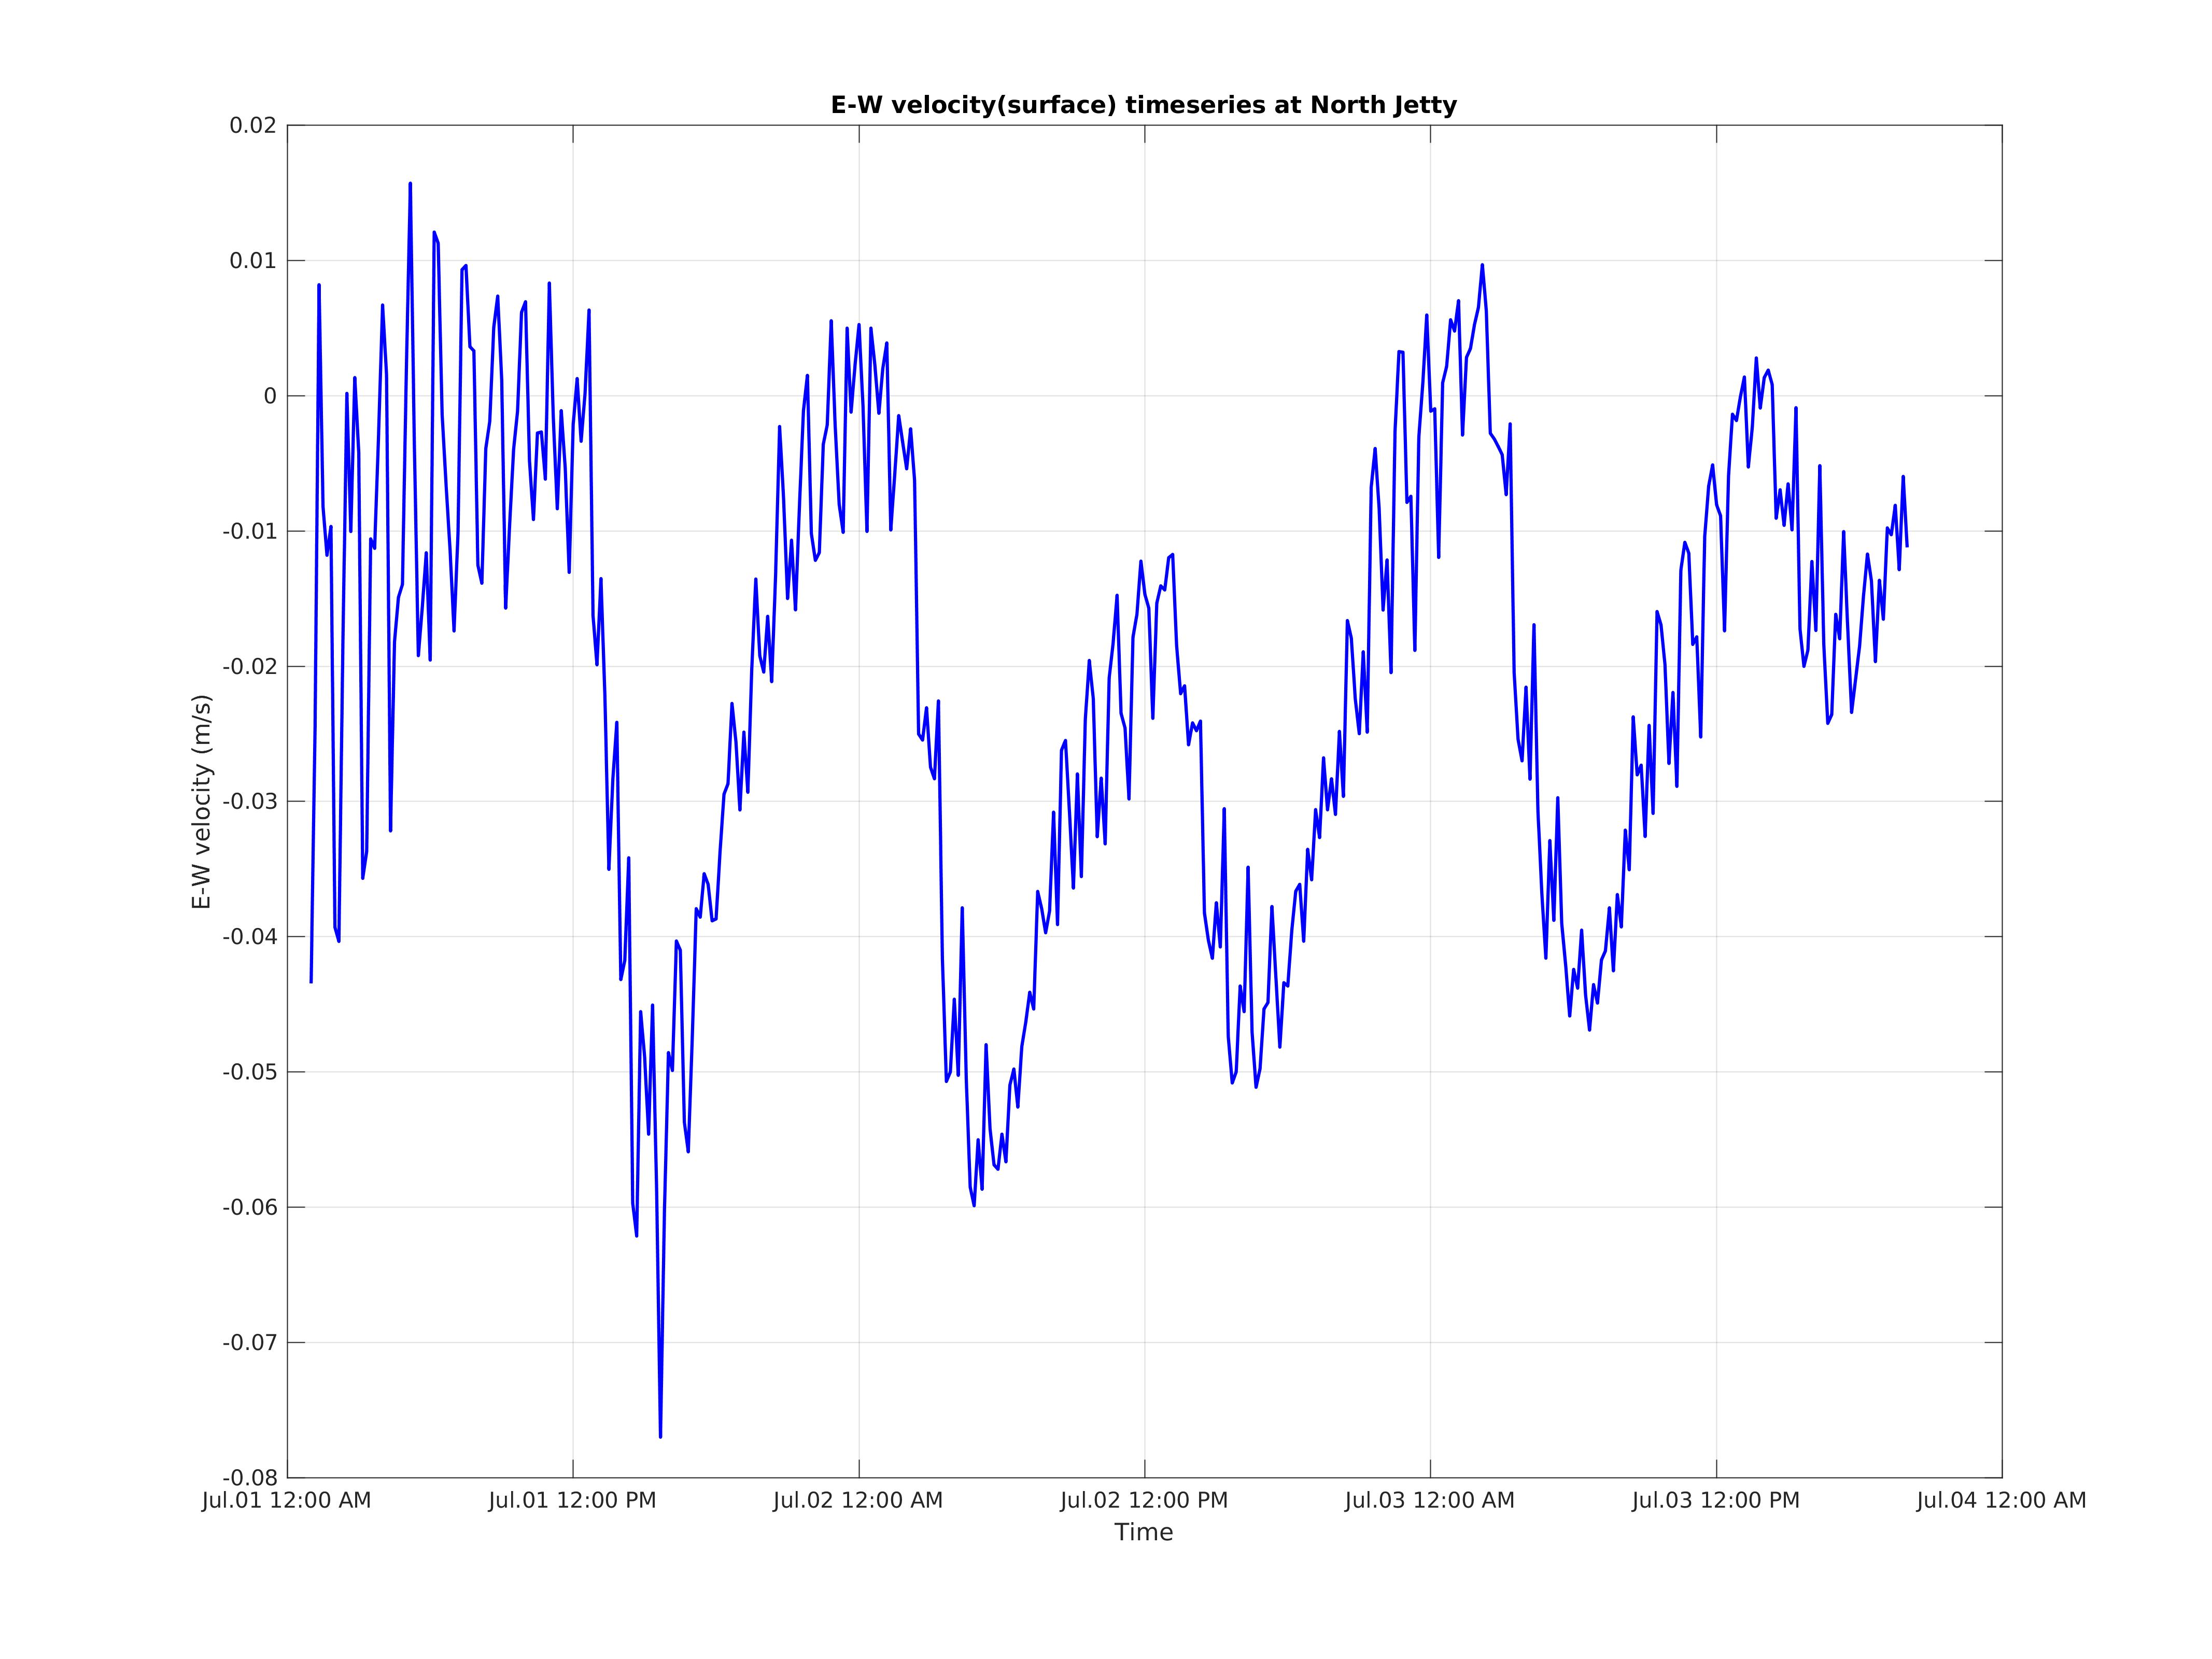 E-W velocity(surface) timeseries at North Jetty
0.02
0.01
0
-0.01
-0.02
-0.03
-0.04
-0.05
-0.06
-0.07
-0.08
E-W velocity (m/s)
Jul.01 12:00 AM Jul.01 12:00 PM Jul.02 12:00 AM Jul.02 12:00 PM Jul.03 12:00 AM Jul.03 12:00 PM Jul.04 12:00 AM
Time